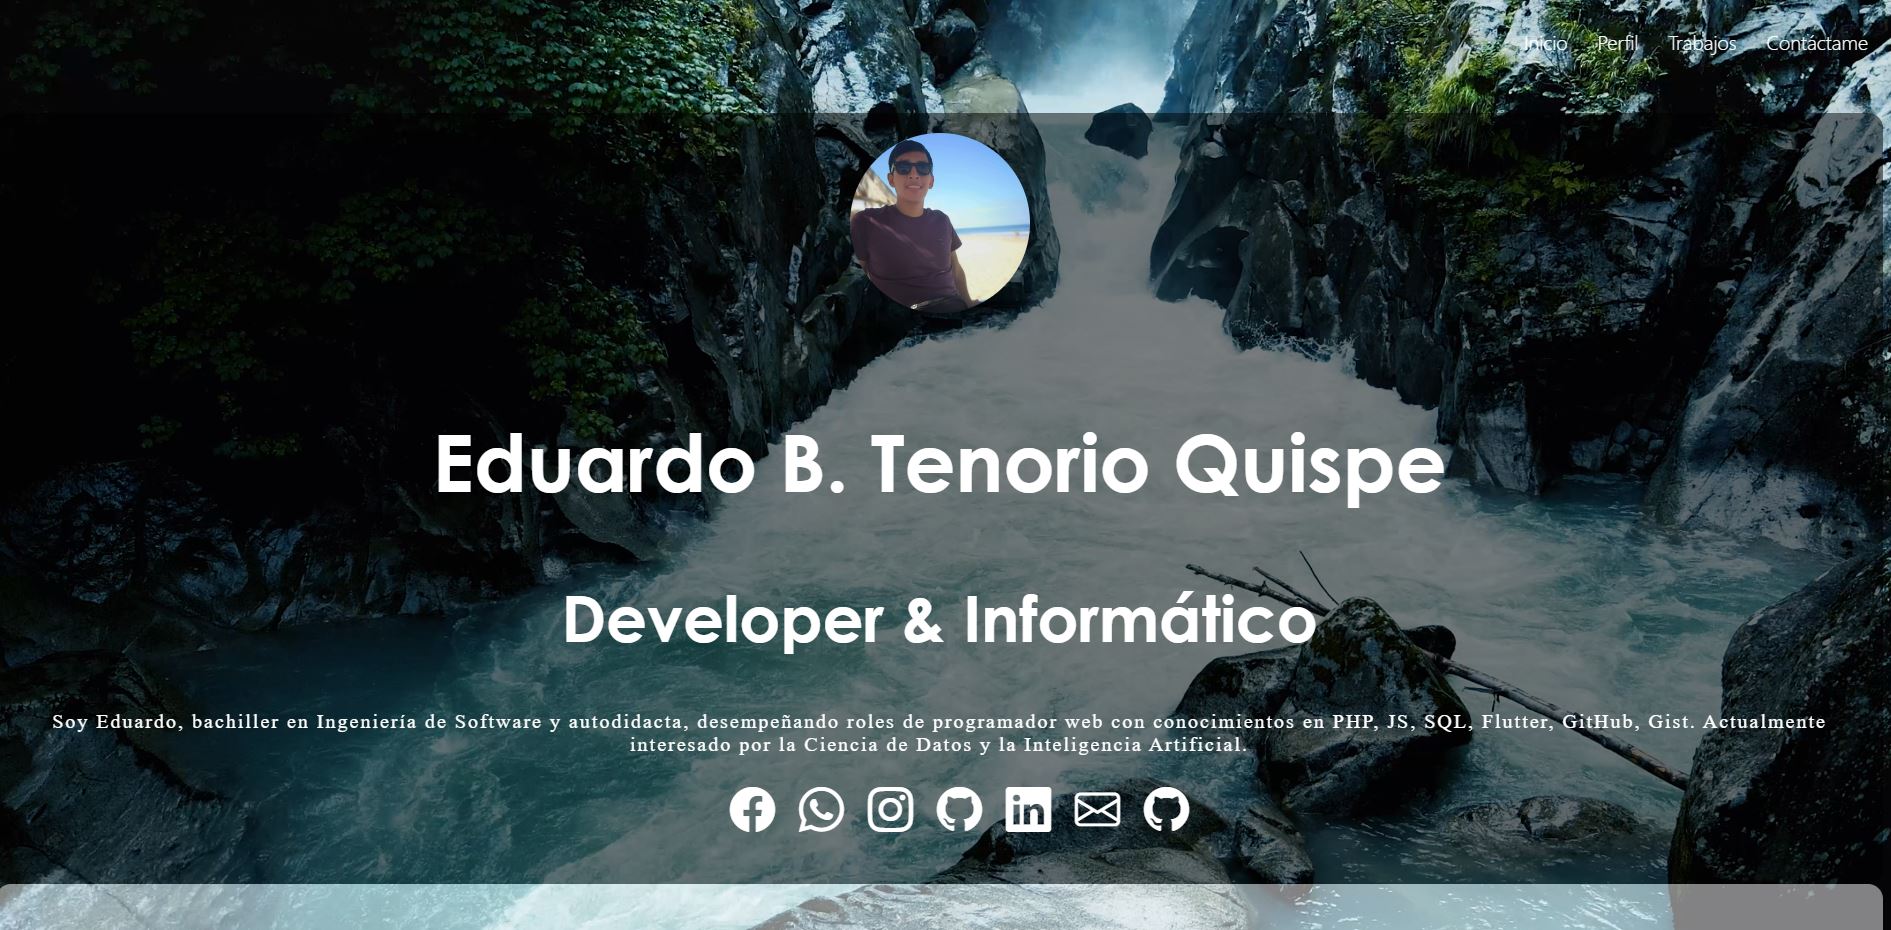 Inicio Perfil Trabajos Contáctame
Eduardo B. Tenorio Quispe
Developer & Informático
Soy Eduardo, bachiller en Ingeniería de Software y autodidacta, desempeñando roles de programador web con conocimientos en PHP, JS, SQL, Flutter, GitHub, Gist. Actualmente
interesado por la Ciencia de Datos y la Inteligencia Artificial.